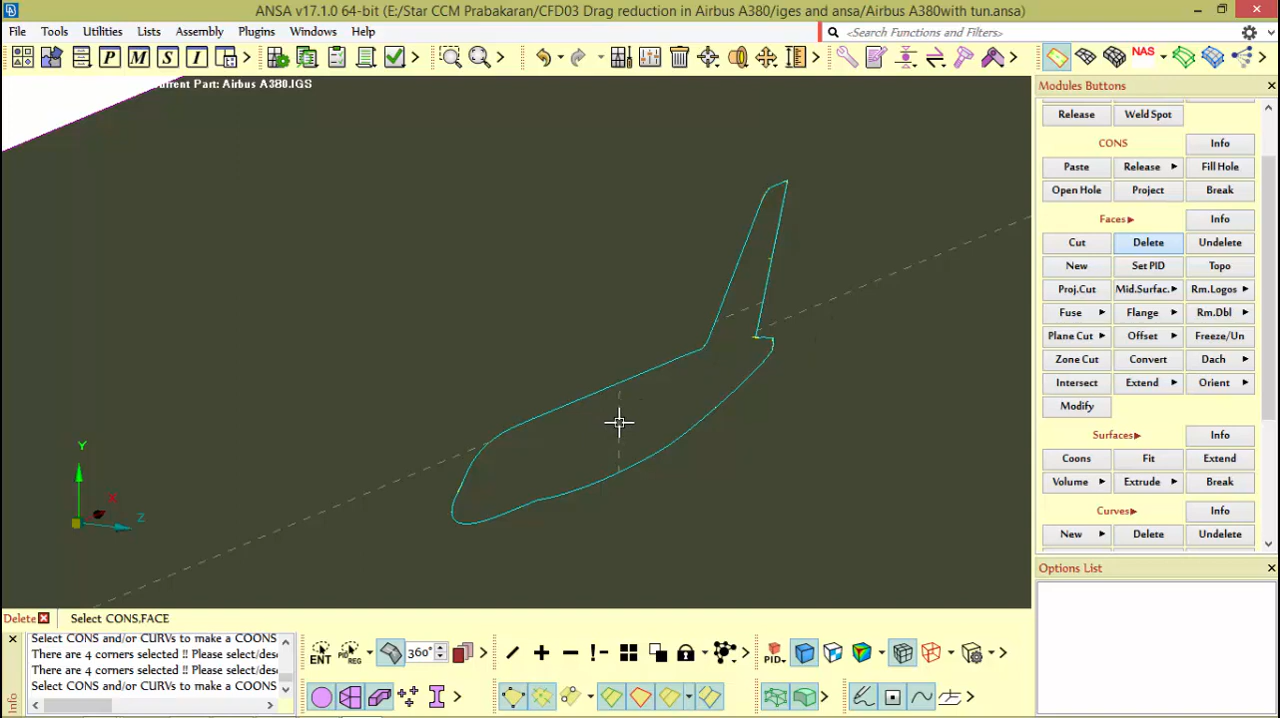 ANSA v17.1.0 64-bit (E:/Star CCM Prabakaran/CFD03 Drag reduction in Airbus A380/iges and ansa/Airbus A380with tun.ansa)
File Tools Utilities Lists Assembly Plugins Windows Help
<Search Functions and Filters>
P M S T
NAS
urrent Part: Airbus A380.IGS
Modules Buttons
Release Weld Spot
CONS Info
Paste Release Fill Hole
Open Hole Project Break
Faces Info
Cut Delete Undelete
New Set PID Topo
Proj.Cut Mid.Surfac. Rm.Logos
Fuse Flange Rm.Dbl
Plane Cut Offset Freeze/Un
Zone Cut Convert Dach
Intersect Extend Orient
Modify
Surfaces Info
Coons Fit Extend
Volume Extrude Break
Curves Info
New Delete Undelete
Y
X
Z
Options List
Delete Select CONS,FACE
Select CONS and/or CURVs to make a COONS
There are 4 corners selected !! Please select/des
There are 4 corners selected !! Please select/des
Select CONS and/or CURVs to make a COONS
Info
ENT
REG
360°
PID